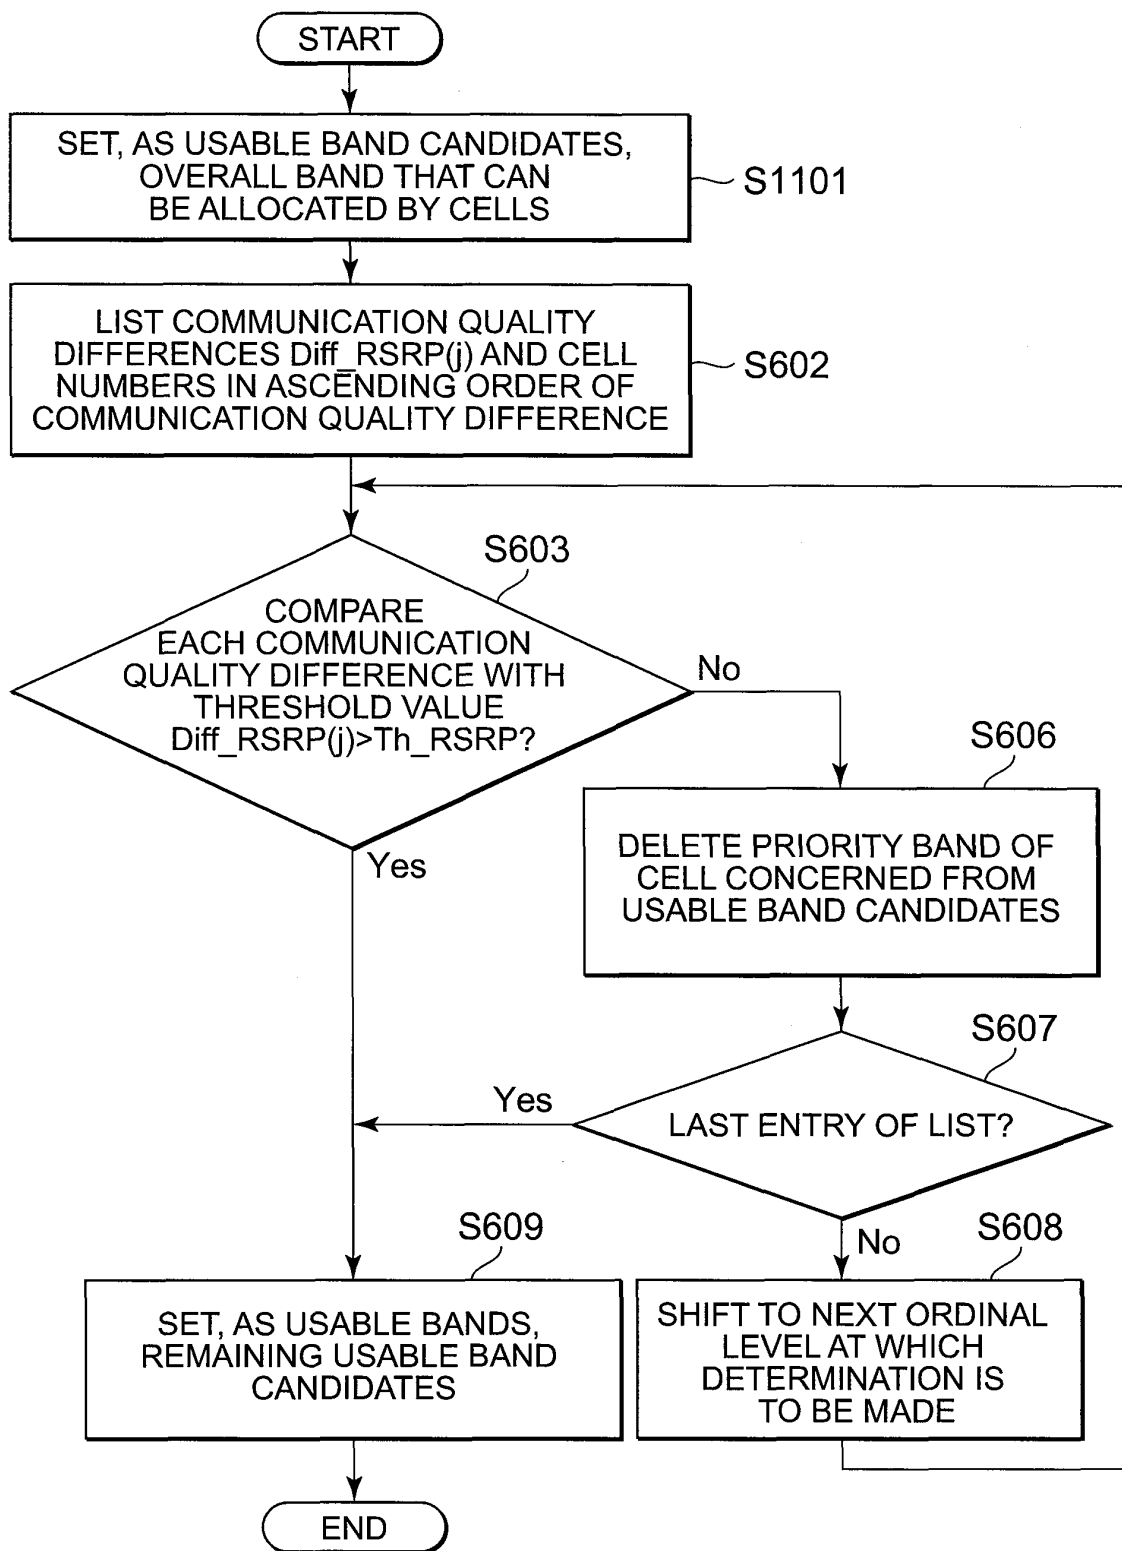 START
SET, AS USABLE BAND CANDIDATES,
OVERALL BAND THAT CAN
BE ALLOCATED BY CELLS
S1101
LIST COMMUNICATION QUALITY
DIFFERENCES Diff_RSRP(j) AND CELL
NUMBERS IN ASCENDING ORDER OF
COMMUNICATION QUALITY DIFFERENCE
S602
S603
COMPARE
EACH COMMUNICATION
QUALITY DIFFERENCE WITH
THRESHOLD VALUE
Diff_RSRP(j)>Th_RSRP?
No
Yes
S606
DELETE PRIORITY BAND OF
CELL CONCERNED FROM
USABLE BAND CANDIDATES
S607
LAST ENTRY OF LIST?
Yes
No
S609
SET, AS USABLE BANDS,
REMAINING USABLE BAND
CANDIDATES
S608
SHIFT TO NEXT ORDINAL
LEVEL AT WHICH
DETERMINATION IS
TO BE MADE
END